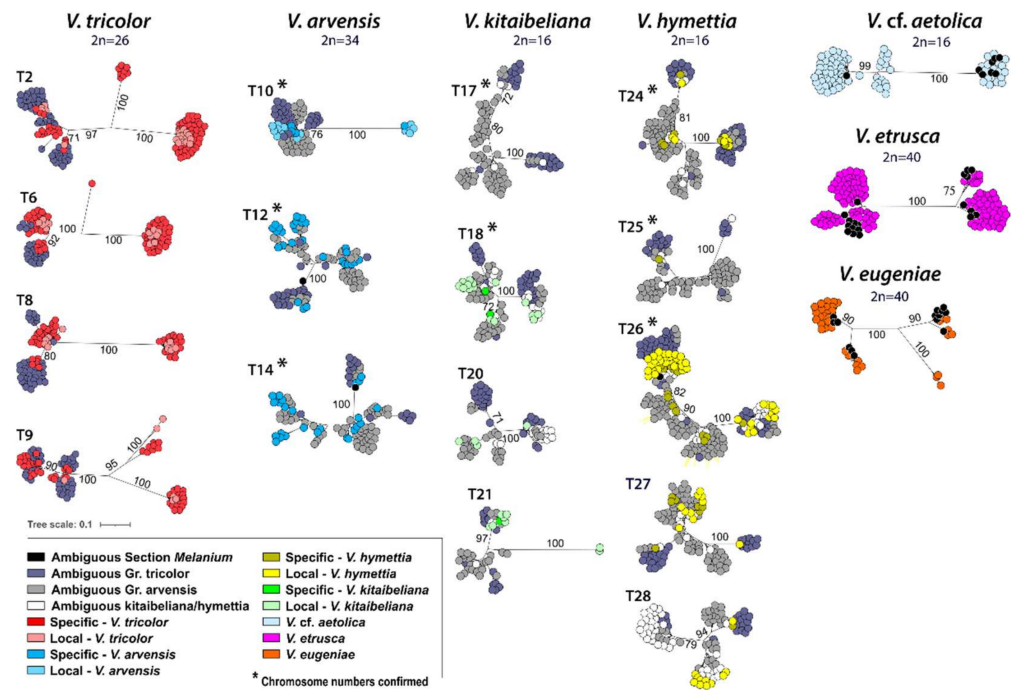 V. tricolor
2n=26
T2
100
71
97
100
T6
100
92
100
T8
80
100
T9
90
100
95
100
100
Tree scale: 0.1
V. arvensis
2n=34
T10 *
76
100
T12 *
100
T14 *
100
V. kitaibeliana
2n=16
T17 *
72
80
100
T18 *
100
72
T20
71
100
T21
97
100
V. hymettia
2n=16
T24 *
81
100
T25 *
100
T26 *
82
90
100
T27
100
T28
94
79
V. cf. aetolica
2n=16
99
100
V. etrusca
2n=40
75
100
V. eugeniae
2n=40
90
90
100
100
Ambiguous Section Melanium
Ambiguous Gr. tricolor
Ambiguous Gr. arvensis
Ambiguous kitaibeliana/hymettia
Specific - V. tricolor
Local - V. tricolor
Specific - V. arvensis
Local - V. arvensis
Specific - V. hymettia
Local - V. hymettia
Specific - V. kitaibeliana
Local - V. kitaibeliana
V. cf. aetolica
V. etrusca
V. eugeniae
* Chromosome numbers confirmed